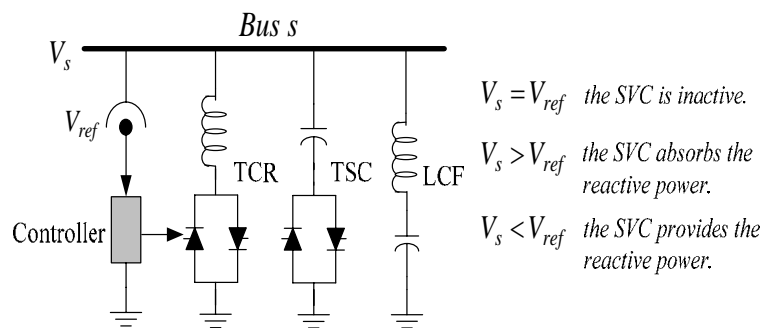 Bus s
V_s
V_ref
TCR
TSC
LCF
Controller
V_s = V_ref the SVC is inactive.
V_s > V_ref the SVC absorbs the
reactive power.
V_s < V_ref the SVC provides the
reactive power.